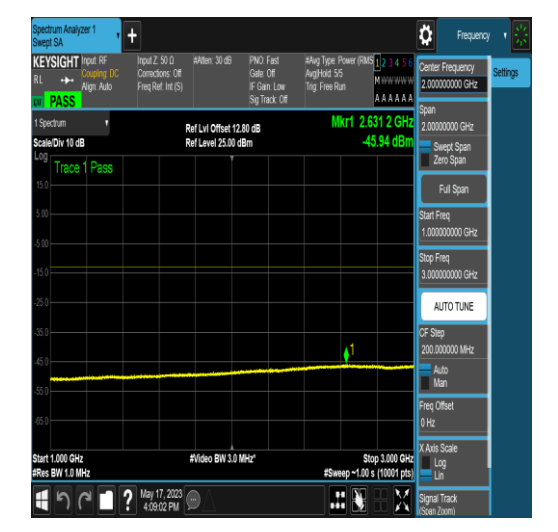 Spectrum Analyzer 1
Swept SA
+
Frequency
KEYSIGHT
Input: RF
Coupling: DC
Align: Auto
RL
LXI
PASS
Input Z: 50 Ω
Corrections: Off
Freq Ref: Int (S)
#Atten: 30 dB
PNO: Fast
Gate: Off
IF Gain: Low
Sig Track: Off
#Avg Type: Power (RMS
Avg|Hold: 5/5
Trig: Free Run
1 2 3 4 5 6
M W W W W W
A A A A A A
Center Frequency
2.000000000 GHz
Settings
Span
2.00000000 GHz
Swept Span
Zero Span
Full Span
Start Freq
1.000000000 GHz
Stop Freq
3.000000000 GHz
AUTO TUNE
CF Step
200.000000 MHz
Auto
Man
Freq Offset
0 Hz
X Axis Scale
Log
Lin
Signal Track
(Span Zoom)
1 Spectrum
Scale/Div 10 dB
Ref Lvl Offset 12.80 dB
Ref Level 25.00 dBm
Mkr1 2.631 2 GHz
-45.94 dBm
Log
Trace 1 Pass
15.0
5.00
-5.00
-15.0
-25.0
-35.0
-45.0
-55.0
-65.0
1
Start 1.000 GHz
#Res BW 1.0 MHz
#Video BW 3.0 MHz*
Stop 3.000 GHz
#Sweep ~1.00 s (10001 pts)
?
May 17, 2023
4:09:02 PM